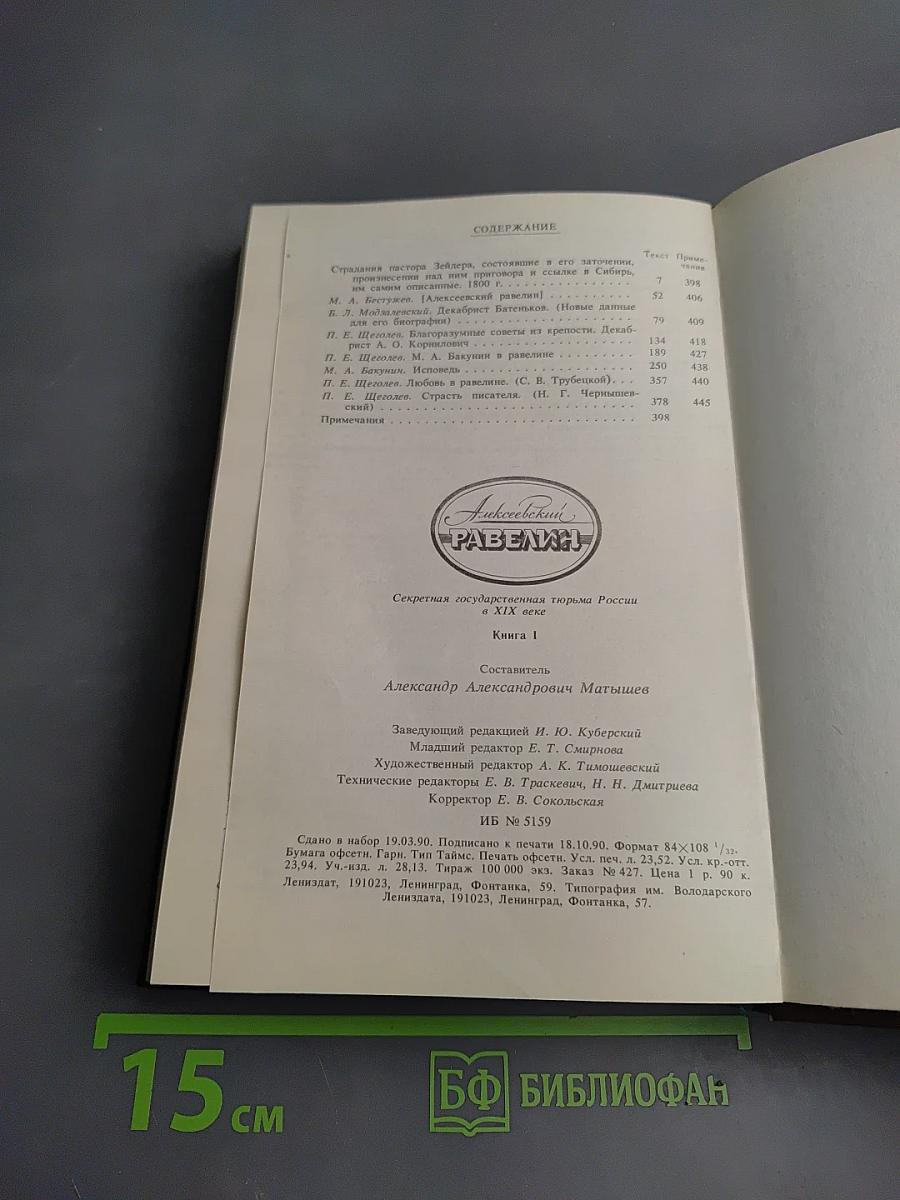 СОДЕРЖАНИЕ
Текст Приме-
чание
Страдания пастора Зейлера, состоявшие в его заточении,
произнесении над ним приговора и ссылке в Сибирь,
им самим описанные. 1800 г. . . . . . . . . . . . . . . 7 398
М. А. Бестужев. [Алексеевский равелин] . . . . . . . . . . 52 406
Б. Л. Модзалевский. Декабрист Батеньков. (Новые данные
для его биографии) . . . . . . . . . . . . . . . . . . 79 409
П. Е. Щеголев. Благоразумные советы из крепости. Декаб-
рист А. О. Корнилович . . . . . . . . . . . . . . . . . 134 418
П. Е. Щеголев. М. А. Бакунин в равелине . . . . . . . . . 189 427
М. А. Бакунин. Исповедь . . . . . . . . . . . . . . . . . . 250 438
П. Е. Щеголев. Любовь в равелине. (С. В. Трубецкой). . . 357 440
П. Е. Щеголев. Страсть писателя. (Н. Г. Чернышев-
ский) . . . . . . . . . . . . . . . . . . . . . . . . . 378 445
Примечания . . . . . . . . . . . . . . . . . . . . . . . . 398
Алексеевский
РАВЕЛИН
Секретная государственная тюрьма России
в XIX веке
Книга I
Составитель
Александр Александрович Матышев
Заведующий редакцией И. Ю. Куберский
Младший редактор Е. Т. Смирнова
Художественный редактор А. К. Тимошевский
Технические редакторы Е. В. Траскевич, Н. Н. Дмитриева
Корректор Е. В. Сокольская
ИБ № 5159
Сдано в набор 19.03.90. Подписано к печати 18.10.90. Формат 84×108 1/32.
Бумага офсетн. Гарн. Тип Таймс. Печать офсетн. Усл. печ. л. 23,52. Усл. кр.-отт.
23,94. Уч.-изд. л. 28,13. Тираж 100 000 экз. Заказ № 427. Цена 1 р. 90 к.
Лениздат, 191023, Ленинград, Фонтанка, 59. Типография им. Володарского
Лениздата, 191023, Ленинград, Фонтанка, 57.
15 см
БФ БИБЛИОФАН